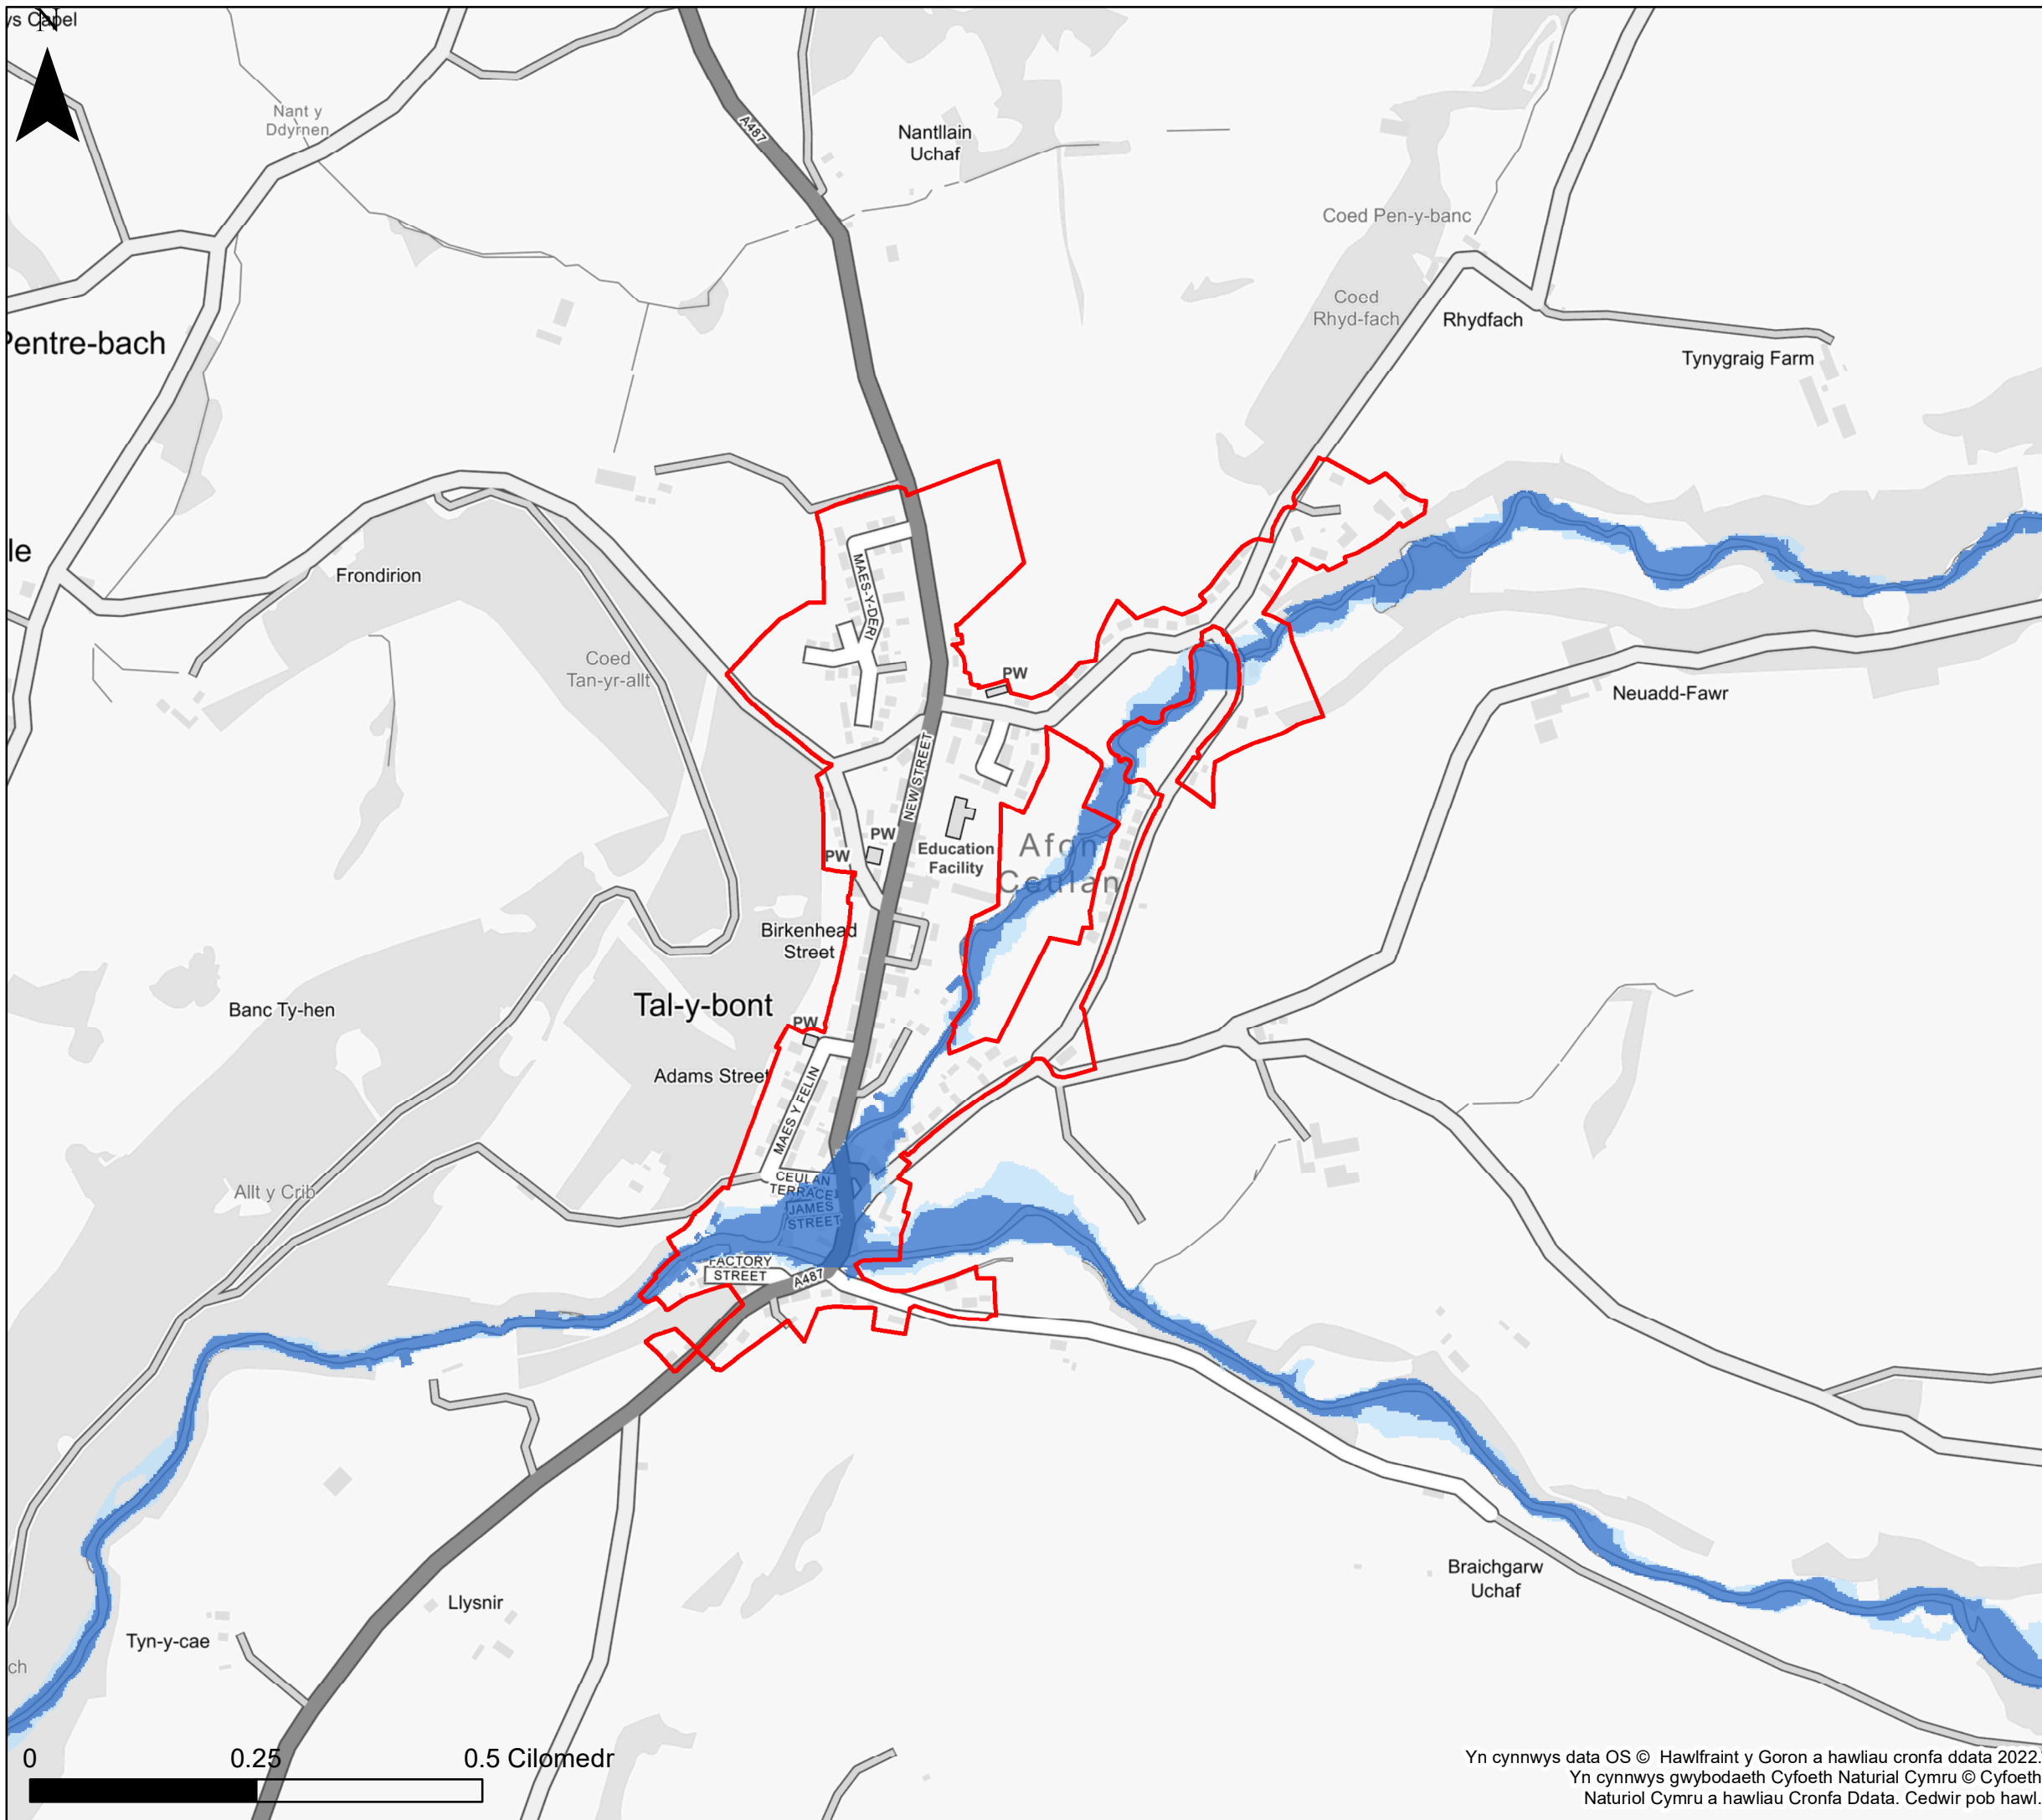 ys Capel
N
A487
Nant y
Ddyrnen
Nantllain
Uchaf
Coed Pen-y-banc
Coed
Rhyd-fach
Rhydfach
Pentre-bach
Tynygraig Farm
le
Frondirion
MAES-Y-DERI
Coed
Tan-yr-allt
PW
Neuadd-Fawr
NEW STREET
PW
PW
Education
Facility
Afon
Ceulan
Birkenhead
Street
Banc Ty-hen
Tal-y-bont
PW
Adams Street
MAES Y FELIN
Allt y Crib
CEULAN
TERRACE
JAMES
STREET
FACTORY
STREET
A487
Braichgarw
Uchaf
Llysnir
Tyn-y-cae
ch
0 0.25 0.5 Cilomedr
Yn cynnwys data OS © Hawlfraint y Goron a hawliau cronfa ddata 2022.
Yn cynnwys gwybodaeth Cyfoeth Naturial Cymru © Cyfoeth
Naturiol Cymru a hawliau Cronfa Ddata. Cedwir pob hawl.